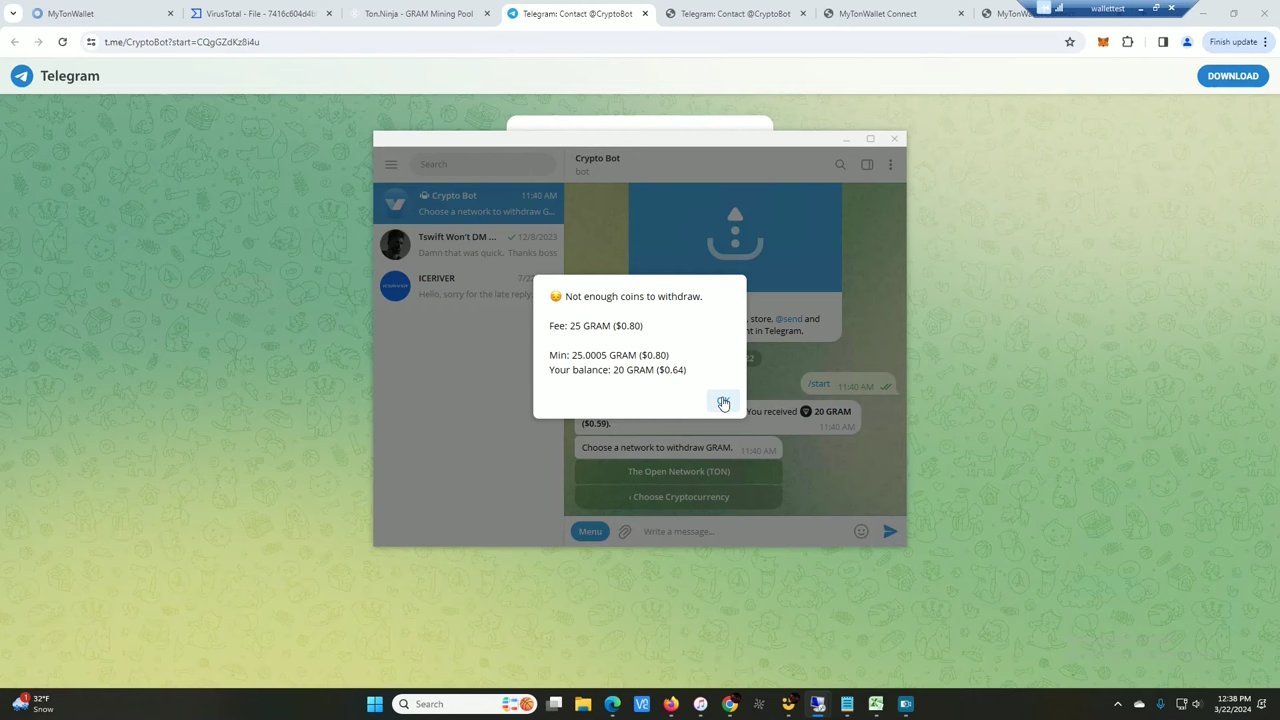 MyTonWallet
VirusTotal - File - 7416c604d4b
Ton.Ninja - GRAM Mining Pool
Telegram: Contact @CryptoBot
Telegram: Contact @CryptoBot
MyTonWallet Connect
wallettest
t.me/CryptoBot?start=CQgGZdKz8i4u
Finish update
Telegram
DOWNLOAD
Search
Crypto Bot
bot
Crypto Bot
11:40 AM
Choose a network to withdraw G...
Tswift Won't DM ...
12/8/2023
Damn that was quick. Thanks boss
ICERIVER
Hello, sorry for the late reply.
😔 Not enough coins to withdraw.
Fee: 25 GRAM ($0.80)
Min: 25.0005 GRAM ($0.80)
Your balance: 20 GRAM ($0.64)
store, @send and
in Telegram.
/start
11:40 AM
You received 20 GRAM
($0.59).
11:40 AM
Choose a network to withdraw GRAM.
11:40 AM
The Open Network (TON)
‹ Choose Cryptocurrency
Menu
Write a message...
1
32°F
Snow
Search
12:38 PM
3/22/2024